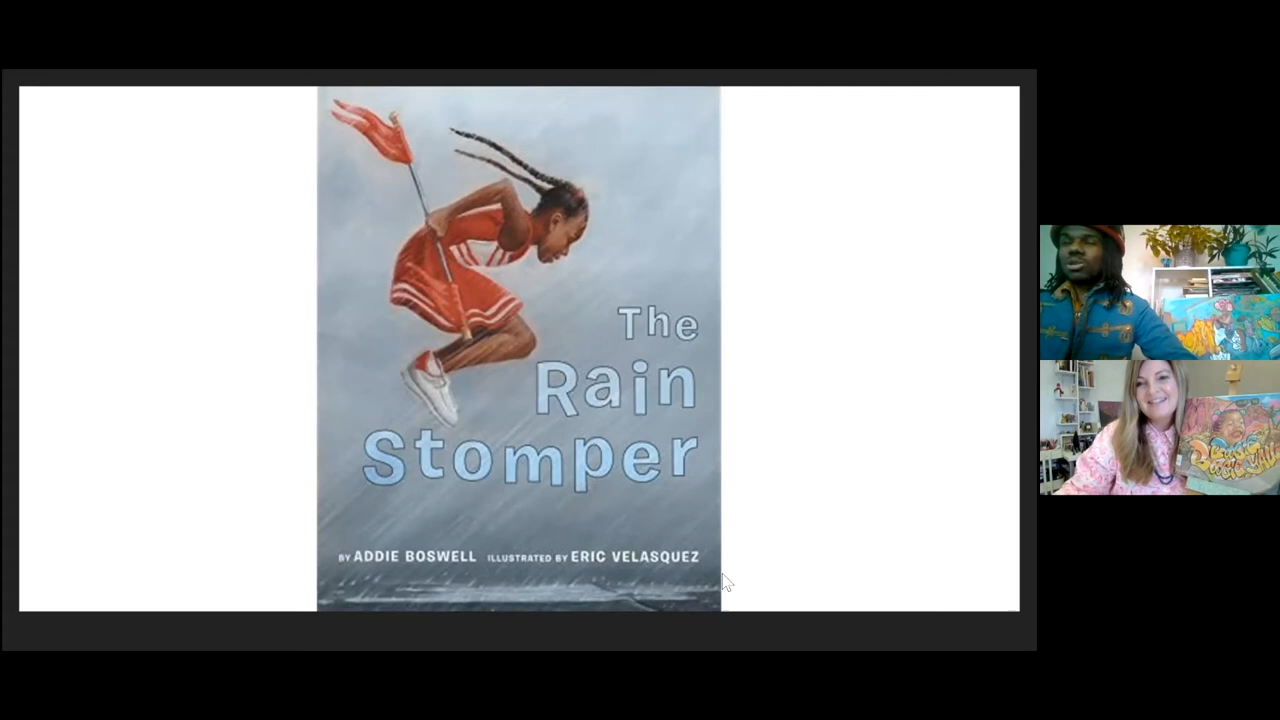 The
Rain
Stomper
BY ADDIE BOSWELL ILLUSTRATED BY ERIC VELASQUEZ